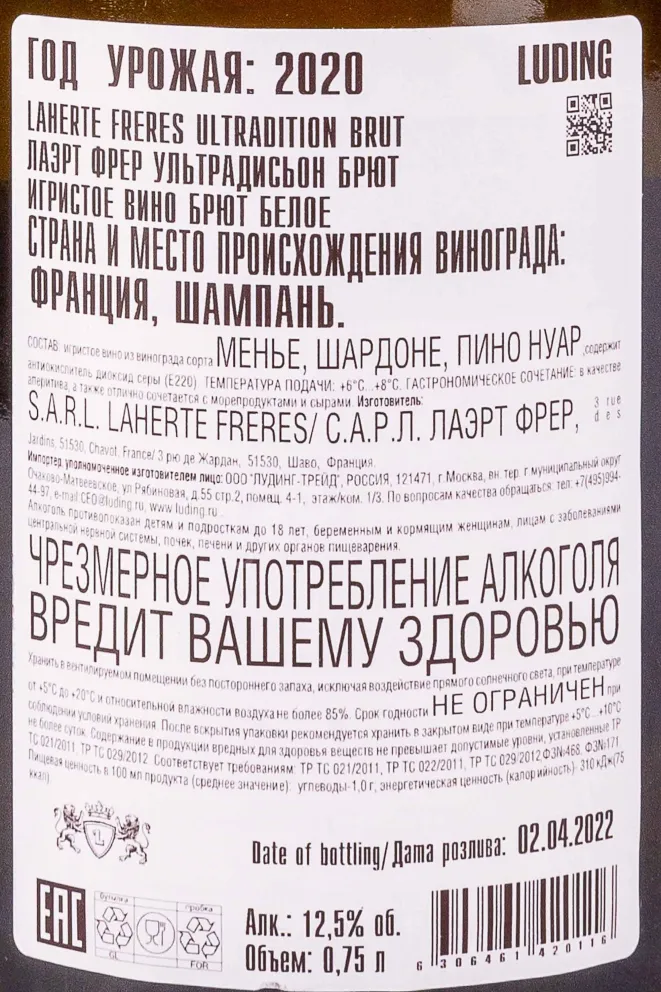 ГОД УРОЖАЯ: 2020
LUDING
LAHERTE FRERES ULTRADITION BRUT
ЛАЭРТ ФРЕР УЛЬТРАДИСЬОН БРЮТ
ИГРИСТОЕ ВИНО БРЮТ БЕЛОЕ
СТРАНА И МЕСТО ПРОИСХОЖДЕНИЯ ВИНОГРАДА:
ФРАНЦИЯ, ШАМПАНЬ.
СОСТАВ: игристое вино из винограда сорта МЕНЬЕ, ШАРДОНЕ, ПИНО НУАР, содержит
антиокислитель диоксид серы (Е220). ТЕМПЕРАТУРА ПОДАЧИ: +6°С...+8°С. ГАСТРОНОМИЧЕСКОЕ СОЧЕТАНИЕ: в качестве
аперитива, а также отлично сочетается с морепродуктами и сырами. Изготовитель:
S.A.R.L. LAHERTE FRERES/ С.А.Р.Л. ЛАЭРТ ФРЕР, 3 rue des
Jardins, 51530, Chavot, France/ 3 рю де Жардан, 51530, Шаво, Франция.
Импортер, уполномоченное изготовителем лицо: ООО "ЛУДИНГ-ТРЕЙД", РОССИЯ, 121471, г.Москва, вн. тер. г.муниципальный округ
Очаково-Матвеевское, ул.Рябиновая, д.55 стр.2, помещ. 4-1, этаж/ком. 1/3. По вопросам качества обращаться: тел: +7(495)994-
44-97, e-mail:CEO@luding.ru, www.luding.ru.
Алкоголь противопоказан детям и подросткам до 18 лет, беременным и кормящим женщинам, лицам с заболеваниями
центральной нервной системы, почек, печени и других органов пищеварения.
ЧРЕЗМЕРНОЕ УПОТРЕБЛЕНИЕ АЛКОГОЛЯ
ВРЕДИТ ВАШЕМУ ЗДОРОВЬЮ
Хранить в вентилируемом помещении без постороннего запаха, исключая воздействие прямого солнечного света, при температуре
от +5°С до +20°С и относительной влажности воздуха не более 85%. Срок годности НЕ ОГРАНИЧЕН при
соблюдении условий хранения. После вскрытия упаковки рекомендуется хранить в закрытом виде при температуре +5°С...+10°С
не более суток. Содержание в продукции вредных для здоровья веществ не превышает допустимые уровни, установленные ТР
ТС 021/2011, ТР ТС 029/2012. Соответствует требованиям: ТР ТС 021/2011, ТР ТС 022/2011, ТР ТС 029/2012, ФЗ№468, ФЗ№171.
Пищевая ценность в 100 мл продукта (среднее значение): углеводы-1,0 г; энергетическая ценность (калорийность)- 310 кДж(75
ккал).
L
Date of bottling/Дата розлива: 02.04.2022
EAC
бутылка
GL
пробка
FOR
Алк.: 12,5% об.
Объем: 0,75 л
6 306461 420116